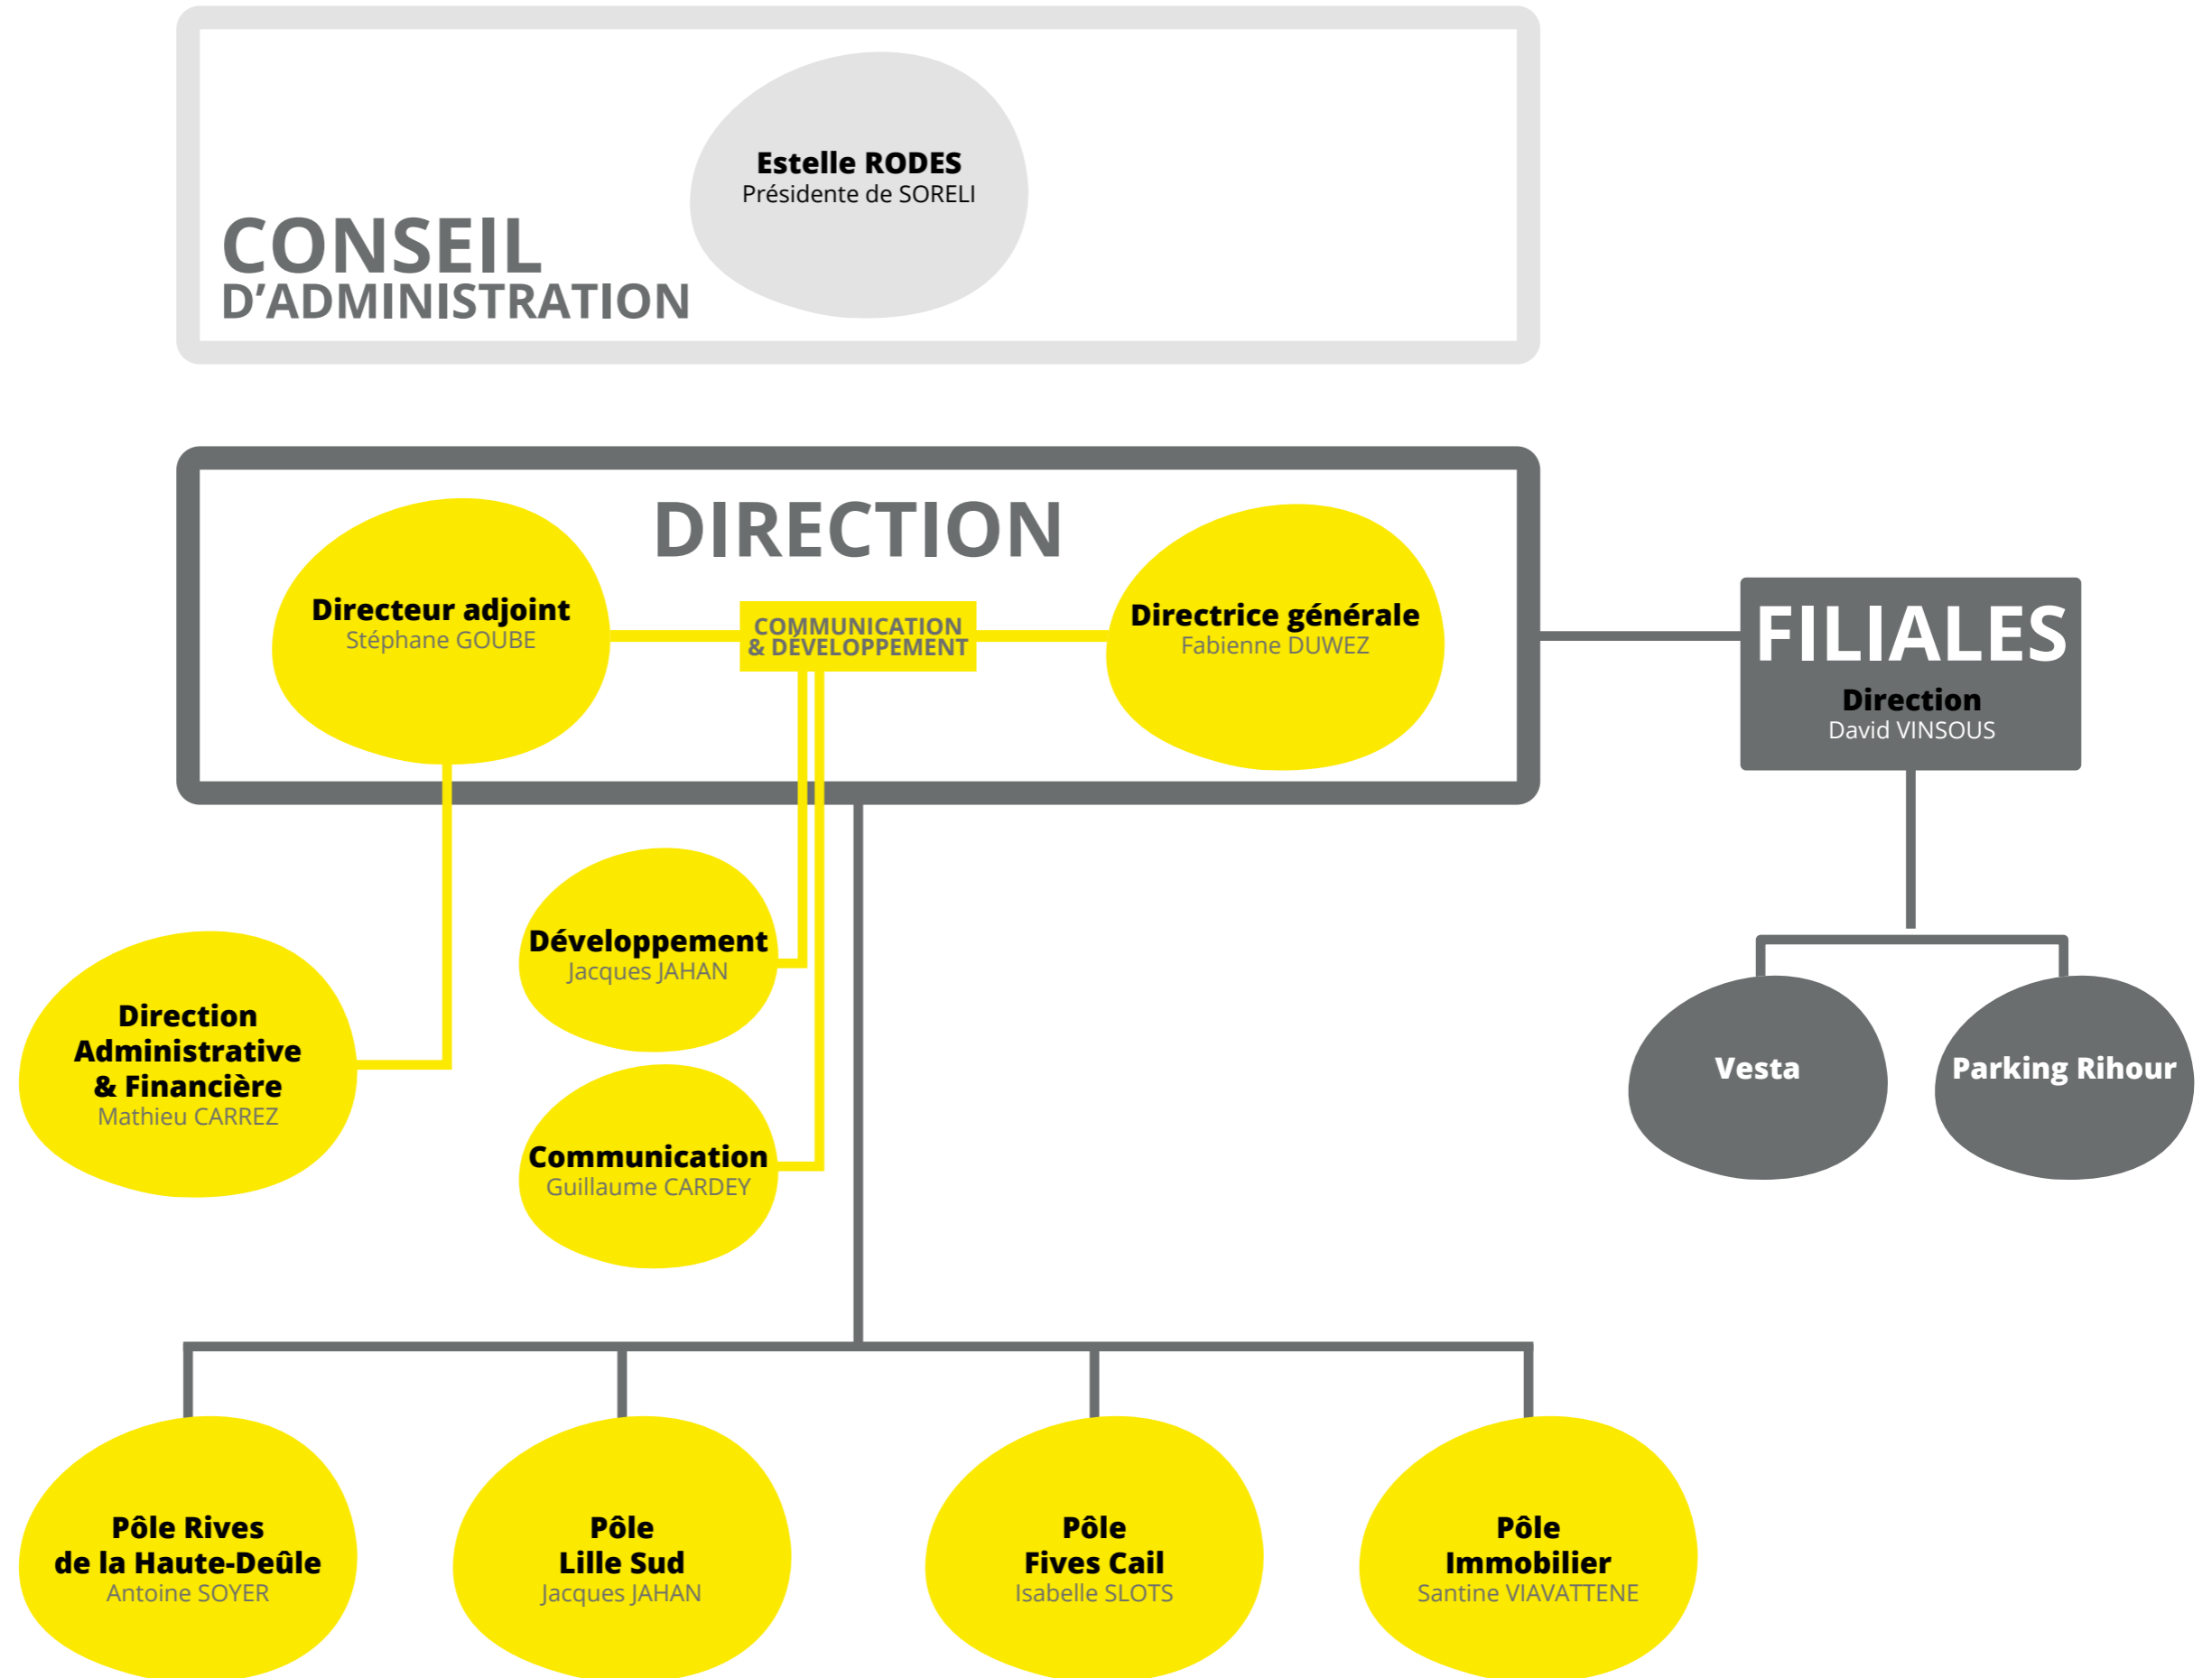 Estelle RODES
Présidente de SORELI
CONSEIL
D’ADMINISTRATION
DIRECTION
Directeur adjoint
Stéphane GOUBE
COMMUNICATION
& DÉVELOPPEMENT
Directrice générale
Fabienne DUWEZ
FILIALES
Direction
David VINSOUS
Développement
Jacques JAHAN
Direction
Administrative
& Financière
Mathieu CARREZ
Communication
Guillaume CARDEY
Vesta
Parking Rihour
Pôle Rives
de la Haute-Deûle
Antoine SOYER
Pôle
Lille Sud
Jacques JAHAN
Pôle
Fives Cail
Isabelle SLOTS
Pôle
Immobilier
Santine VIAVATTENE